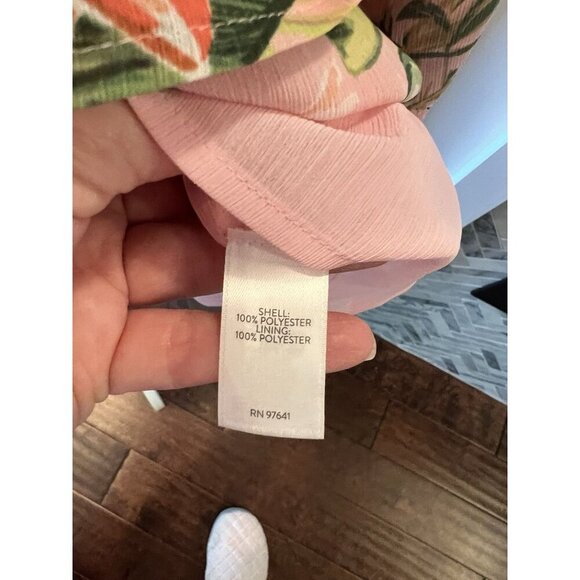 SHELL:
100% POLYESTER
LINING:
100% POLYESTER
RN 97641